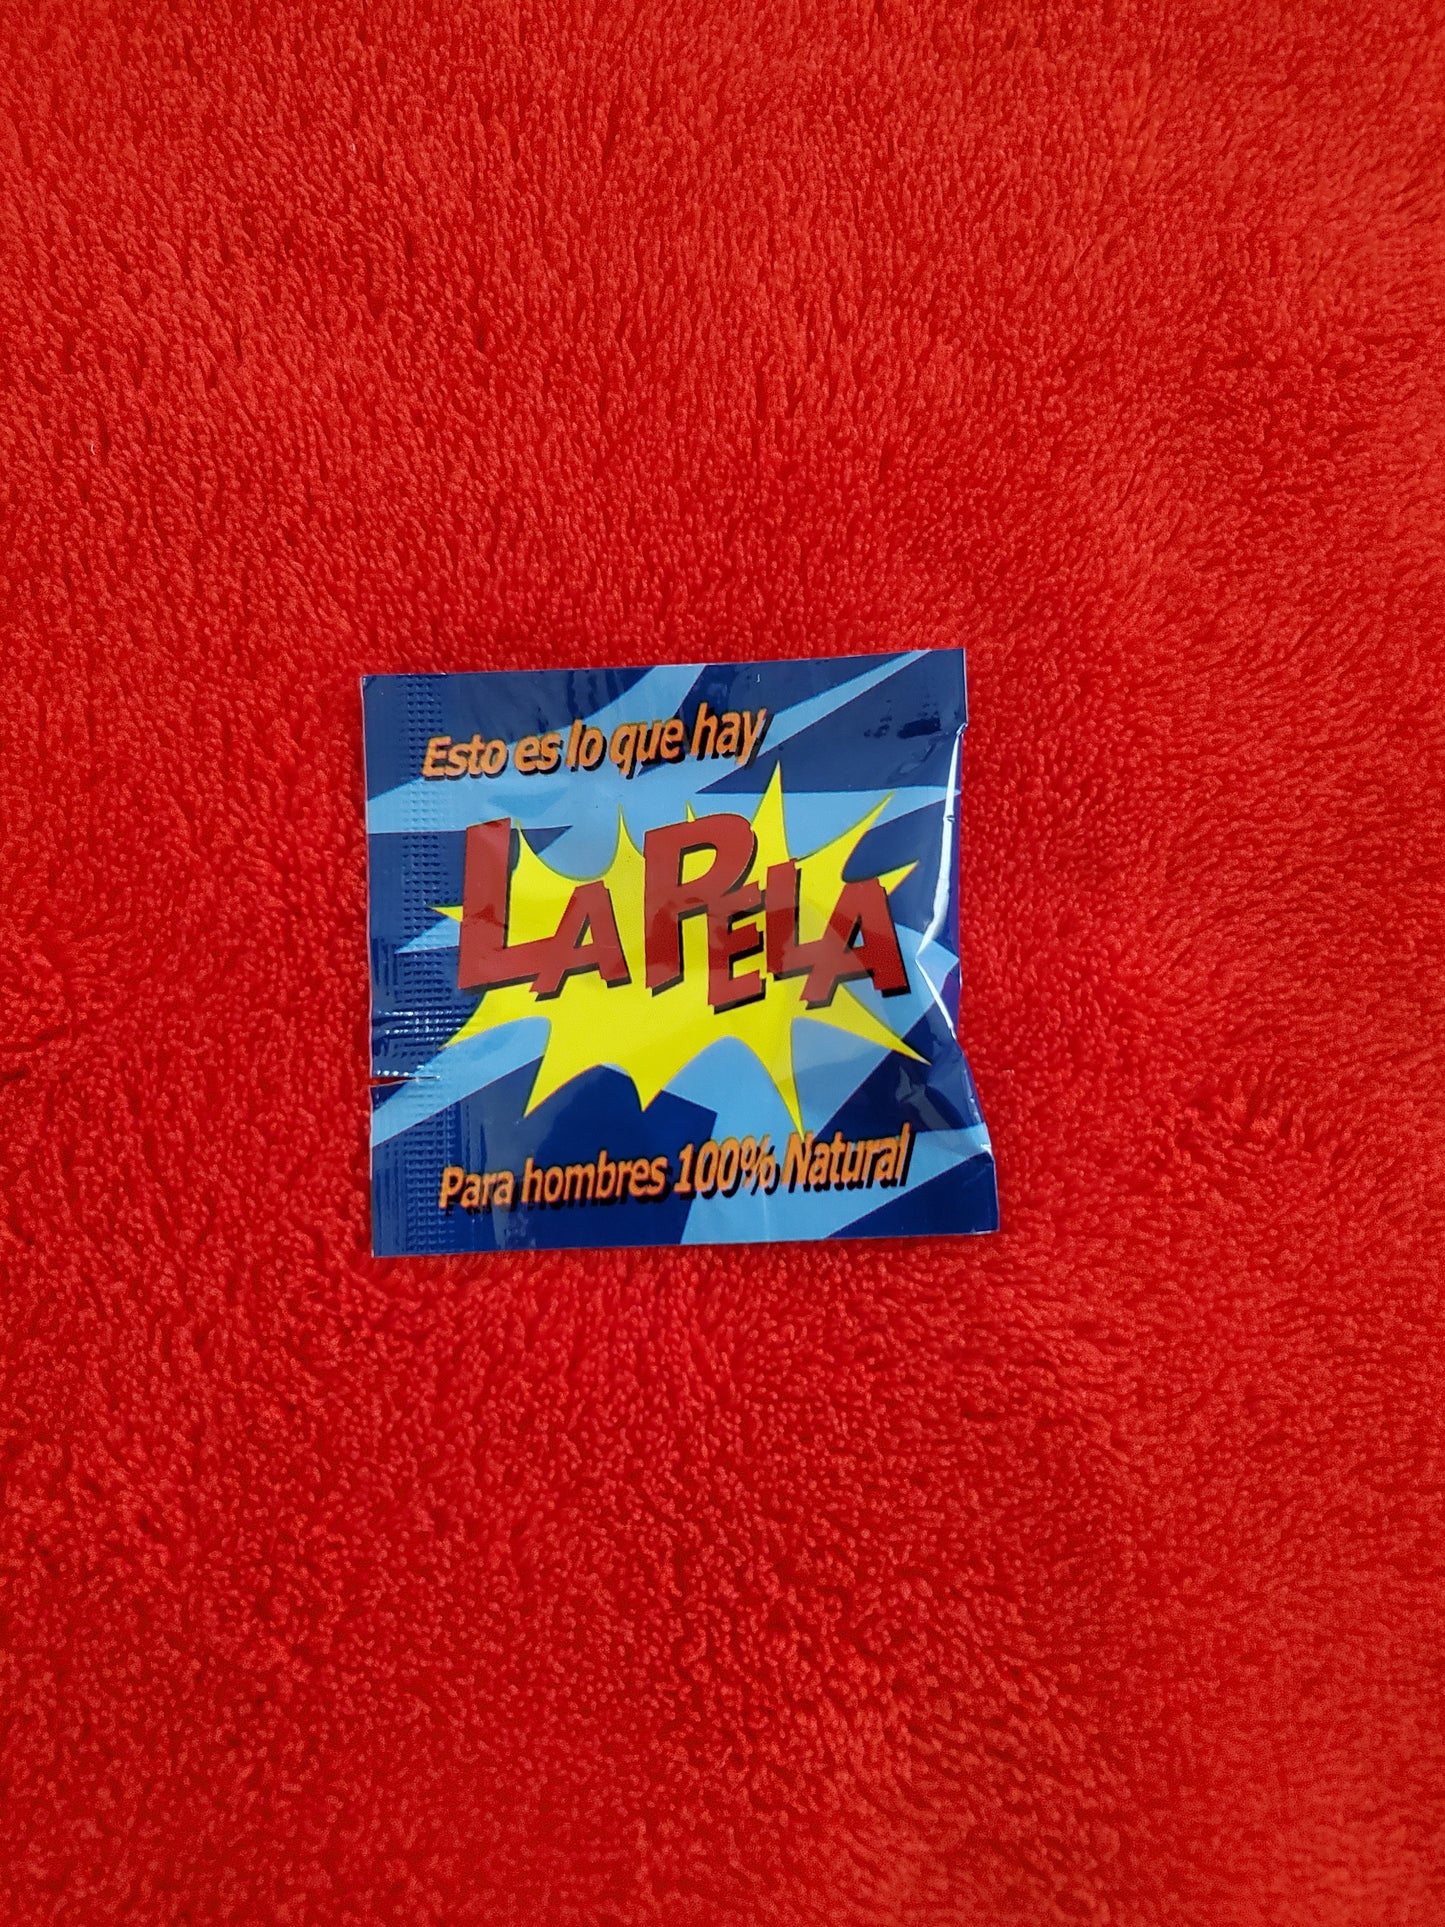 Esto es lo que hay
LA PELA
Para hombres 100% Natural